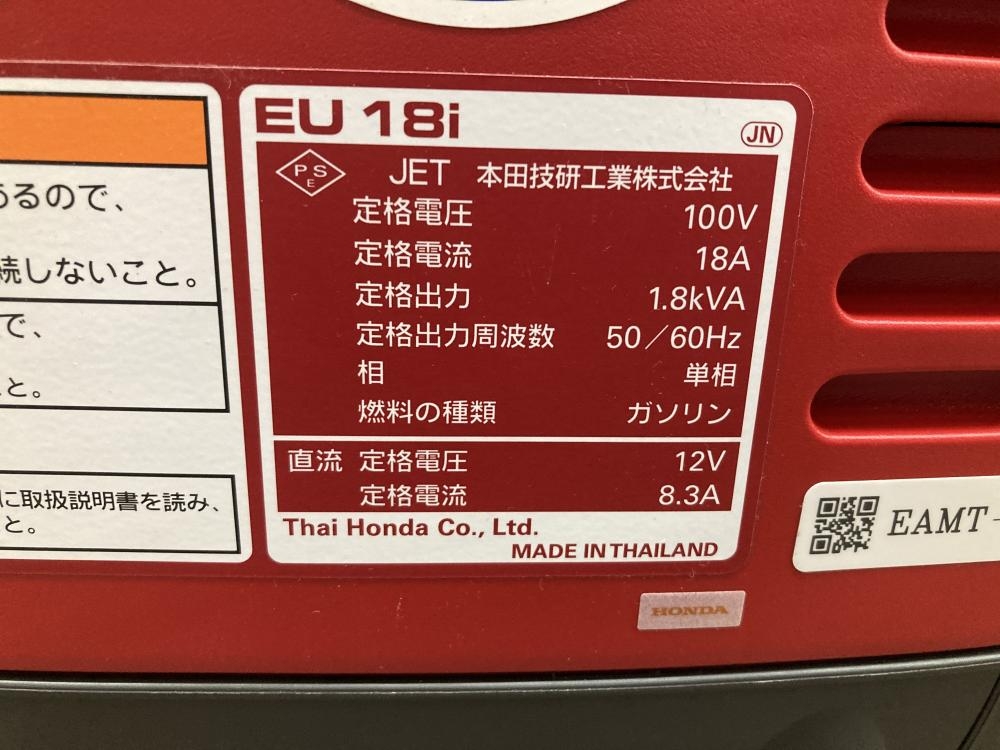 EU 18i
JN
PSE JET 本田技研工業株式会社
定格電圧 100V
定格電流 18A
定格出力 1.8kVA
定格出力周波数 50/60Hz
相 単相
燃料の種類 ガソリン
直流 定格電圧 12V
定格電流 8.3A
Thai Honda Co., Ltd.
MADE IN THAILAND
るので、
続しないこと。
で、
と。
に取扱説明書を読み、
と。
EAMT-
HONDA